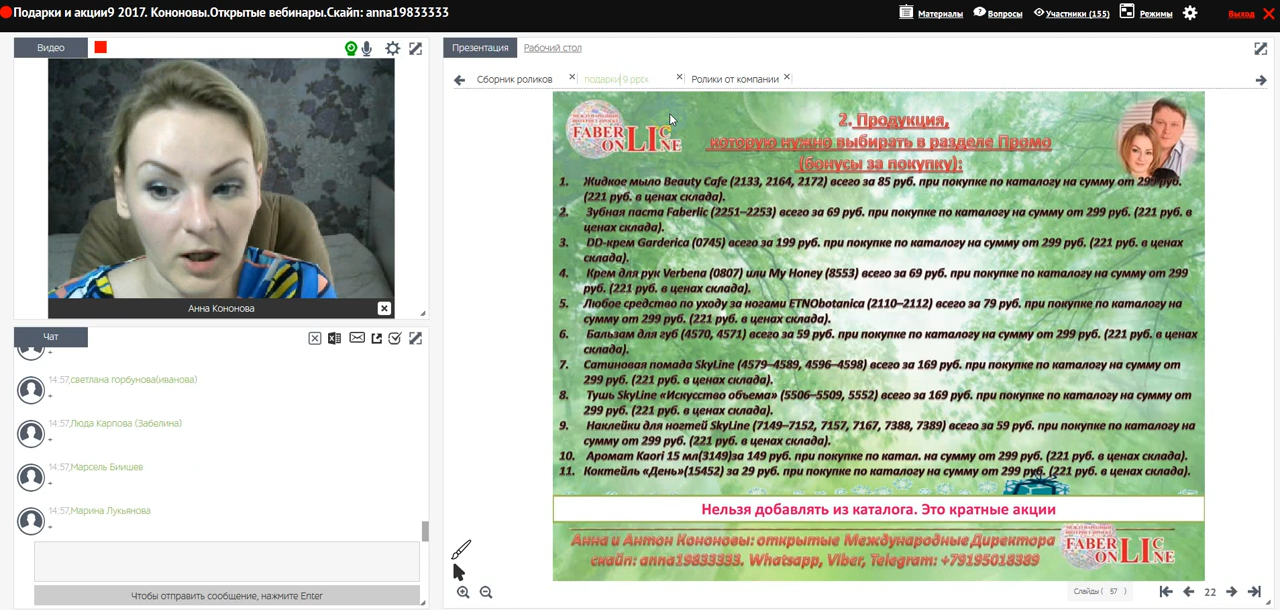 Подарки и акции9 2017. Кононовы.Открытые вебинары.Скайп: anna19833333
Материалы
Вопросы
Участники (155)
Режимы
Выход
Видео
Анна Кононова
Чат
+
14:57,светлана горбунова(иванова)
+
14:57,Люда Карпова (Забелина)
+
14:57,Марсель Биишев
+
14:57,Марина Лукьянова
+
Чтобы отправить сообщение, нажмите Enter
Презентация
Рабочий стол
Сборник роликов
подарки 9 pptx
Ролики от компании
МЕЖДУНАРОДНЫЙ
ИНТЕРНЕТ-ПРОЕКТ
FABERLIC
ONLINE
2. Продукция,
которую нужно выбирать в разделе Промо
(бонусы за покупку):
1. Жидкое мыло Beauty Cafe (2133, 2164, 2172) всего за 85 руб. при покупке по каталогу на сумму от 299 руб.
(221 руб. в ценах склада).
2. Зубная паста Faberlic (2251–2253) всего за 69 руб. при покупке по каталогу на сумму от 299 руб. (221 руб. в
ценах склада).
3. DD-крем Garderica (0745) всего за 199 руб. при покупке по каталогу на сумму от 299 руб. (221 руб. в ценах
склада).
4. Крем для рук Verbena (0807) или My Honey (8553) всего за 69 руб. при покупке по каталогу на сумму от 299
руб. (221 руб. в ценах склада).
5. Любое средство по уходу за ногами ETNObotanica (2110–2112) всего за 79 руб. при покупке по каталогу на
сумму от 299 руб. (221 руб. в ценах склада).
6. Бальзам для губ (4570, 4571) всего за 59 руб. при покупке по каталогу на сумму от 299 руб. (221 руб. в ценах
склада).
7. Сатиновая помада SkyLine (4579–4589, 4596–4598) всего за 169 руб. при покупке по каталогу на сумму от
299 руб. (221 руб. в ценах склада).
8. Тушь SkyLine «Искусство объема» (5506–5509, 5552) всего за 169 руб. при покупке по каталогу на сумму от
299 руб. (221 руб. в ценах склада).
9. Наклейки для ногтей SkyLine (7149–7152, 7157, 7167, 7388, 7389) всего за 59 руб. при покупке по каталогу на
сумму от 299 руб. (221 руб. в ценах склада).
10. Аромат Kaori 15 мл(3149)за 149 руб. при покупке по катал. на сумму от 299 руб. (221 руб. в ценах склада).
11. Коктейль «День»(15452) за 29 руб. при покупке по каталогу на сумму от 299 руб. (221 руб. в ценах склада).
Нельзя добавлять из каталога. Это кратные акции
Анна и Антон Кононовы: открытые Международные Директора
скайп: anna19833333. Whatsapp, Viber, Telegram: +79195018389
FABERLIC
ONLINE
Слайды ( 57 )
22